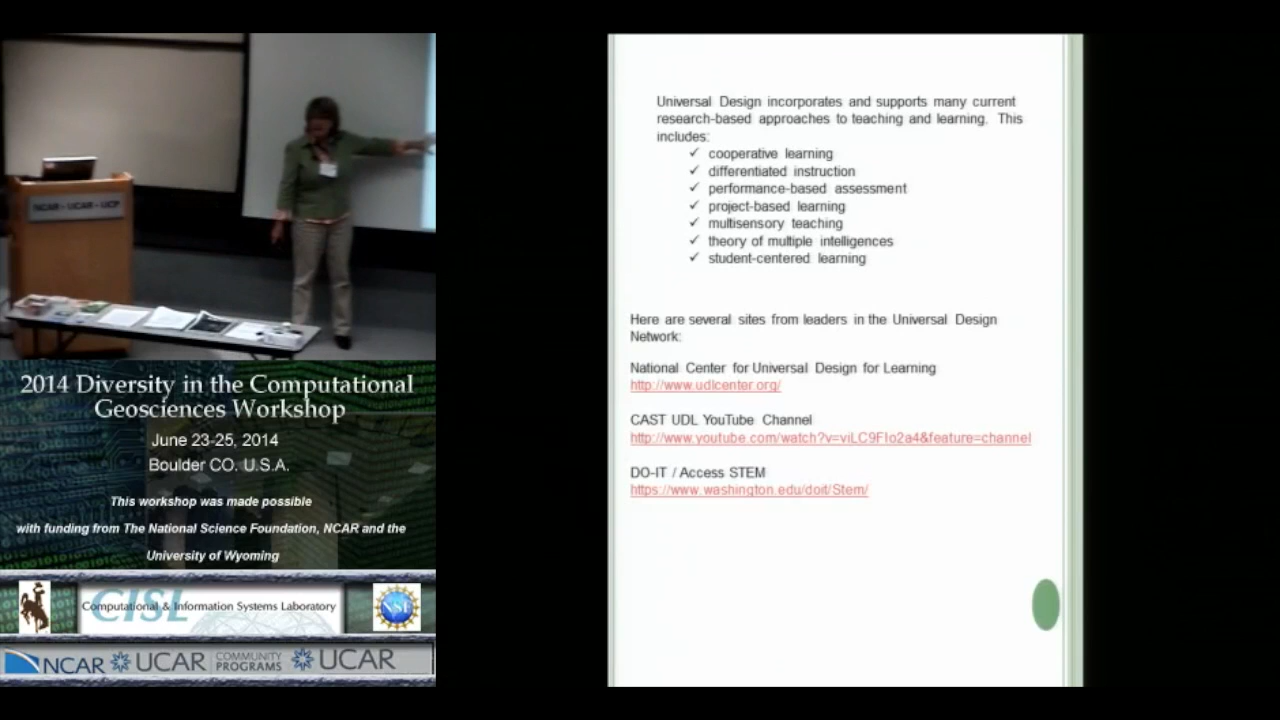 NCAR - UCAR - UCP
2014 Diversity in the Computational
Geosciences Workshop
June 23-25, 2014
Boulder CO. U.S.A.
This workshop was made possible
with funding from The National Science Foundation, NCAR and the
University of Wyoming
CISL
Computational & Information Systems Laboratory
NSF
NCAR
UCAR
COMMUNITY
PROGRAMS
UCAR
Universal Design incorporates and supports many current
research-based approaches to teaching and learning. This
includes:
✓ cooperative learning
✓ differentiated instruction
✓ performance-based assessment
✓ project-based learning
✓ multisensory teaching
✓ theory of multiple intelligences
✓ student-centered learning
Here are several sites from leaders in the Universal Design
Network:
National Center for Universal Design for Learning
http://www.udlcenter.org/
CAST UDL YouTube Channel
http://www.youtube.com/watch?v=viLC9FIo2a4&feature=channel
DO-IT / Access STEM
https://www.washington.edu/doit/Stem/